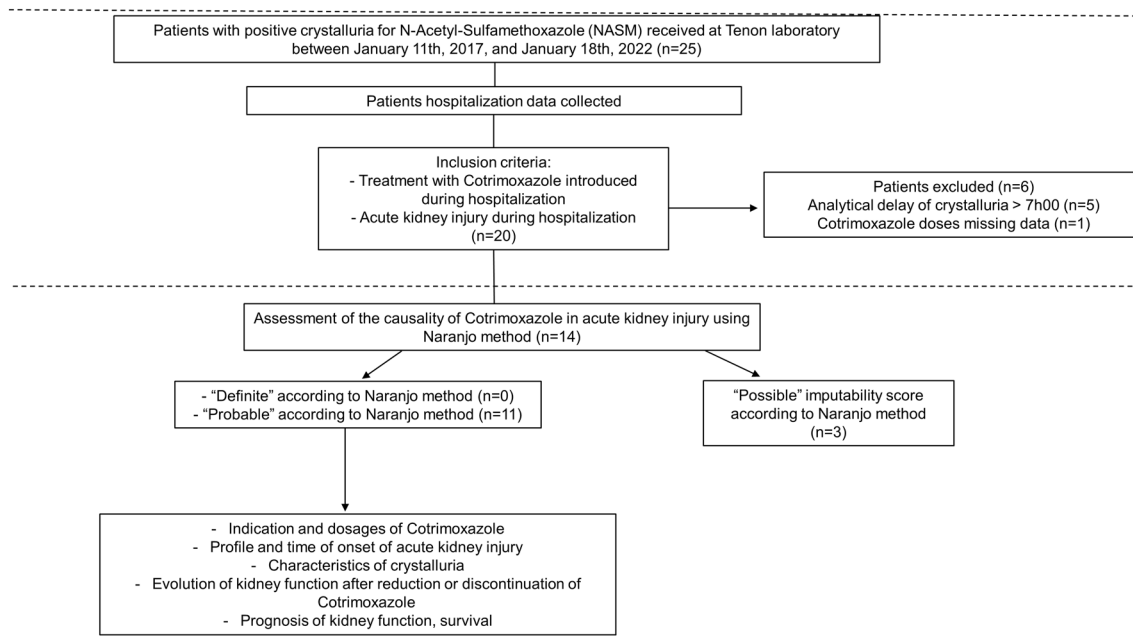 Patients with positive crystalluria for N-Acetyl-Sulfamethoxazole (NASM) received at Tenon laboratory
between January 11th, 2017, and January 18th, 2022 (n=25)
Patients hospitalization data collected
Inclusion criteria:
- Treatment with Cotrimoxazole introduced
during hospitalization
- Acute kidney injury during hospitalization
(n=20)
Patients excluded (n=6)
Analytical delay of crystalluria > 7h00 (n=5)
Cotrimoxazole doses missing data (n=1)
Assessment of the causality of Cotrimoxazole in acute kidney injury using
Naranjo method (n=14)
- “Definite” according to Naranjo method (n=0)
- “Probable” according to Naranjo method (n=11)
“Possible” imputability score
according to Naranjo method
(n=3)
- Indication and dosages of Cotrimoxazole
- Profile and time of onset of acute kidney injury
- Characteristics of crystalluria
- Evolution of kidney function after reduction or discontinuation of
Cotrimoxazole
- Prognosis of kidney function, survival